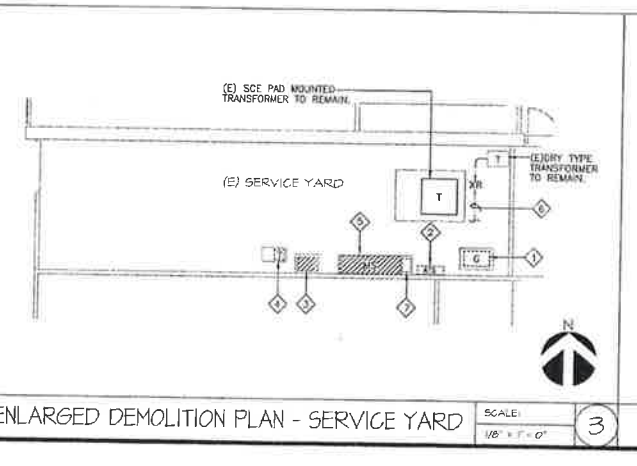 (E) SCE PAD MOUNTED
TRANSFORMER TO REMAIN.
T
(E)DRY TYPE
TRANSFORMER
TO REMAIN.
(E) SERVICE YARD
T
XR
6
5
2
G
1
4
3
7
N
ENLARGED DEMOLITION PLAN - SERVICE YARD
SCALE:
1/8" = 1'-0"
3